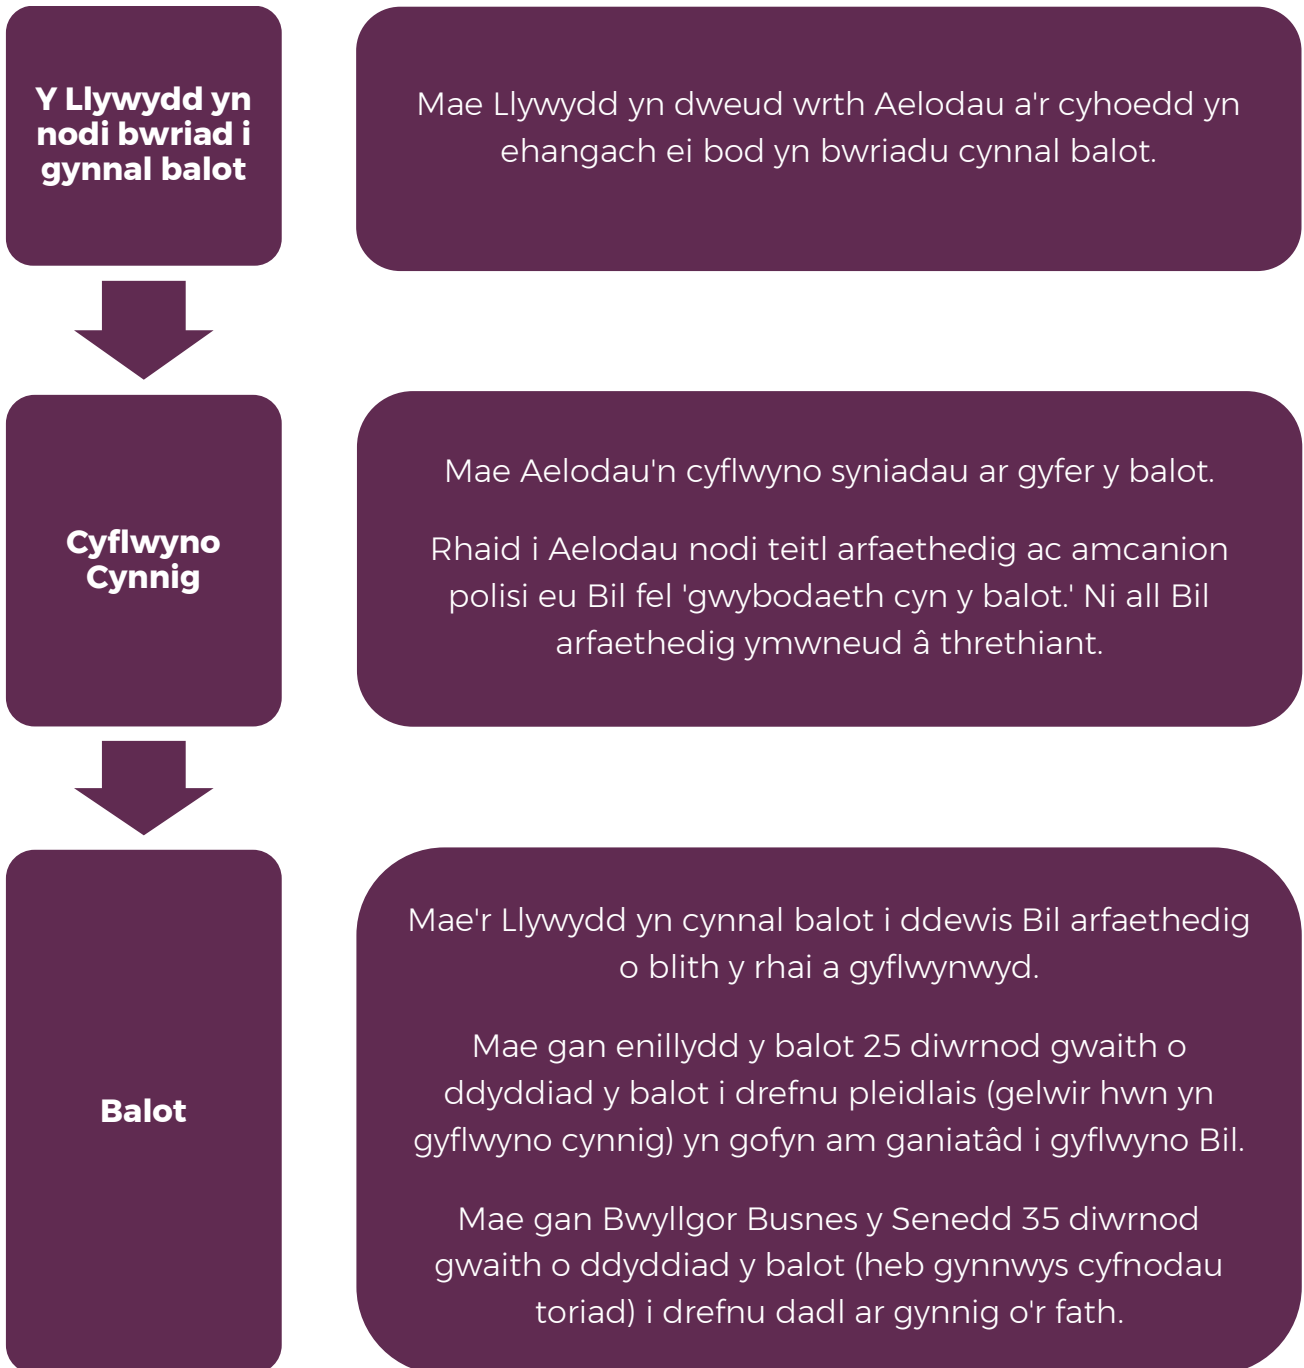 Y Llywydd yn
nodi bwriad i
gynnal balot
Mae Llywydd yn dweud wrth Aelodau a'r cyhoedd yn
ehangach ei bod yn bwriadu cynnal balot.
Cyflwyno
Cynnig
Mae Aelodau'n cyflwyno syniadau ar gyfer y balot.
Rhaid i Aelodau nodi teitl arfaethedig ac amcanion
polisi eu Bil fel 'gwybodaeth cyn y balot.' Ni all Bil
arfaethedig ymwneud â threthiant.
Balot
Mae'r Llywydd yn cynnal balot i ddewis Bil arfaethedig
o blith y rhai a gyflwynwyd.
Mae gan enillydd y balot 25 diwrnod gwaith o
ddyddiad y balot i drefnu pleidlais (gelwir hwn yn
gyflwyno cynnig) yn gofyn am ganiatâd i gyflwyno Bil.
Mae gan Bwyllgor Busnes y Senedd 35 diwrnod
gwaith o ddyddiad y balot (heb gynnwys cyfnodau
toriad) i drefnu dadl ar gynnig o'r fath.